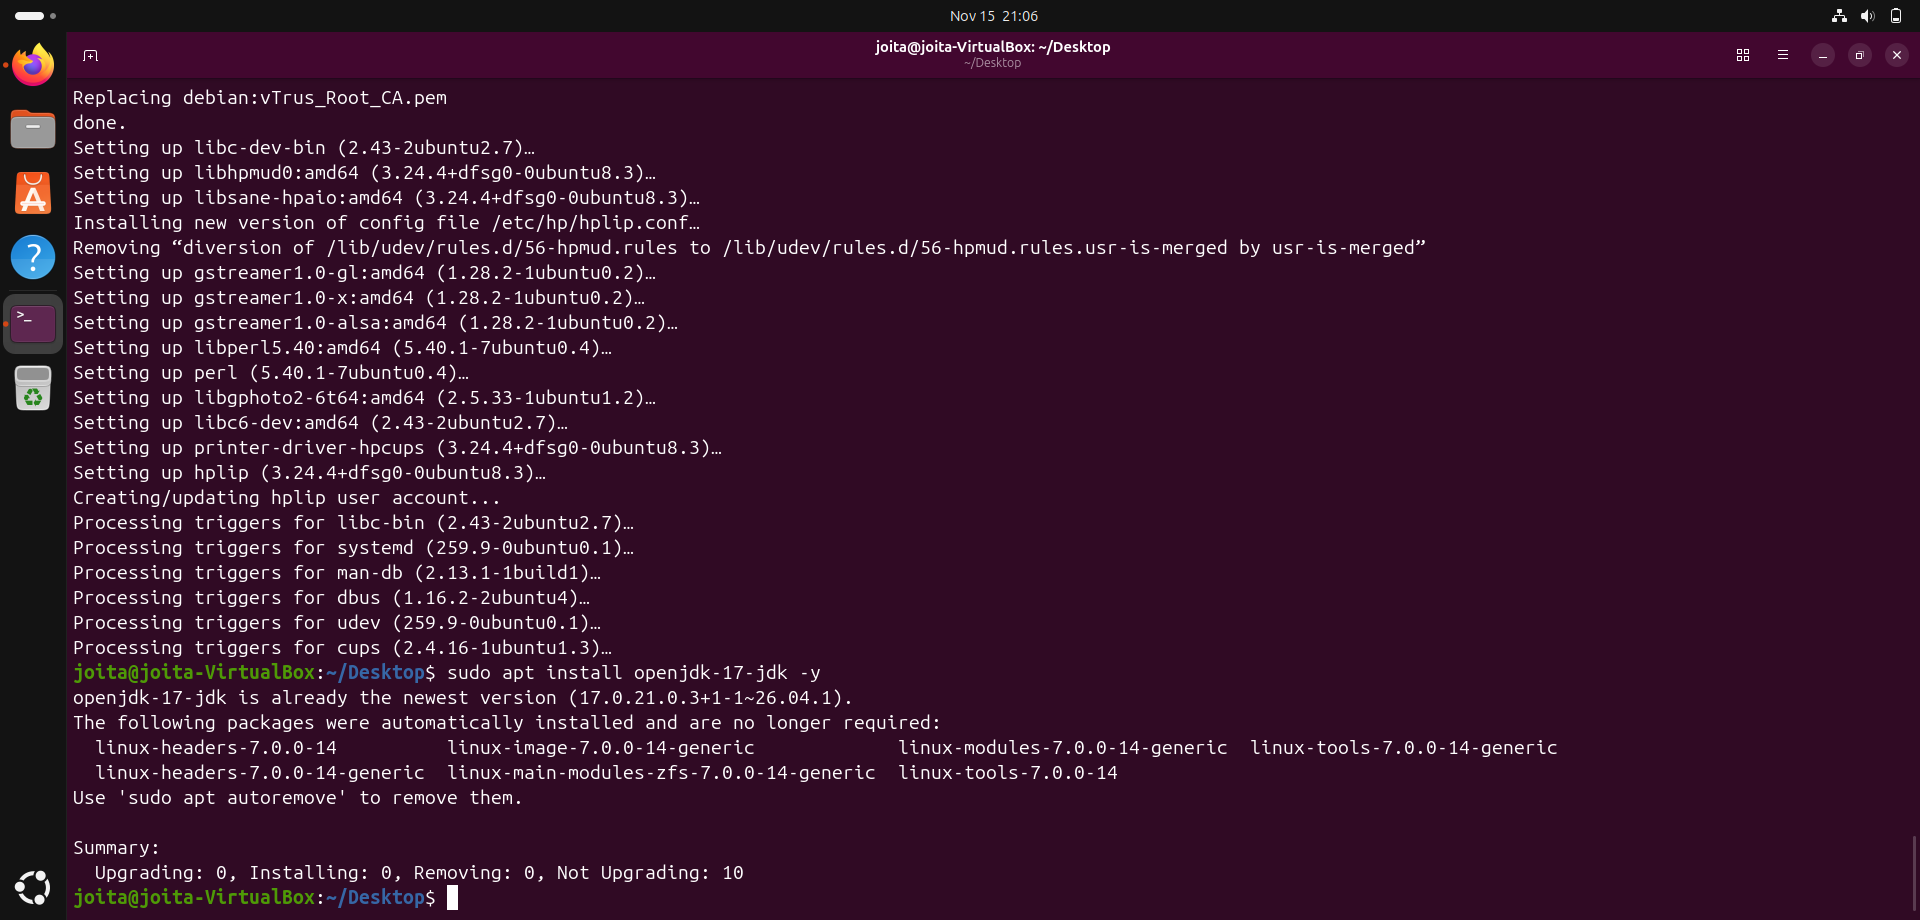 Nov 15 21:06
joita@joita-VirtualBox: ~/Desktop
~/Desktop
Replacing debian:vTrus_Root_CA.pem
done.
Setting up libc-dev-bin (2.43-2ubuntu2.7)…
Setting up libhpmud0:amd64 (3.24.4+dfsg0-0ubuntu8.3)…
Setting up libsane-hpaio:amd64 (3.24.4+dfsg0-0ubuntu8.3)…
Installing new version of config file /etc/hp/hplip.conf…
Removing “diversion of /lib/udev/rules.d/56-hpmud.rules to /lib/udev/rules.d/56-hpmud.rules.usr-is-merged by usr-is-merged”
Setting up gstreamer1.0-gl:amd64 (1.28.2-1ubuntu0.2)…
Setting up gstreamer1.0-x:amd64 (1.28.2-1ubuntu0.2)…
Setting up gstreamer1.0-alsa:amd64 (1.28.2-1ubuntu0.2)…
Setting up libperl5.40:amd64 (5.40.1-7ubuntu0.4)…
Setting up perl (5.40.1-7ubuntu0.4)…
Setting up libgphoto2-6t64:amd64 (2.5.33-1ubuntu1.2)…
Setting up libc6-dev:amd64 (2.43-2ubuntu2.7)…
Setting up printer-driver-hpcups (3.24.4+dfsg0-0ubuntu8.3)…
Setting up hplip (3.24.4+dfsg0-0ubuntu8.3)…
Creating/updating hplip user account...
Processing triggers for libc-bin (2.43-2ubuntu2.7)…
Processing triggers for systemd (259.9-0ubuntu0.1)…
Processing triggers for man-db (2.13.1-1build1)…
Processing triggers for dbus (1.16.2-2ubuntu4)…
Processing triggers for udev (259.9-0ubuntu0.1)…
Processing triggers for cups (2.4.16-1ubuntu1.3)…
joita@joita-VirtualBox:~/Desktop$ sudo apt install openjdk-17-jdk -y
openjdk-17-jdk is already the newest version (17.0.21.0.3+1-1~26.04.1).
The following packages were automatically installed and are no longer required:
  linux-headers-7.0.0-14          linux-image-7.0.0-14-generic             linux-modules-7.0.0-14-generic  linux-tools-7.0.0-14-generic
  linux-headers-7.0.0-14-generic  linux-main-modules-zfs-7.0.0-14-generic  linux-tools-7.0.0-14
Use 'sudo apt autoremove' to remove them.

Summary:
  Upgrading: 0, Installing: 0, Removing: 0, Not Upgrading: 10
joita@joita-VirtualBox:~/Desktop$